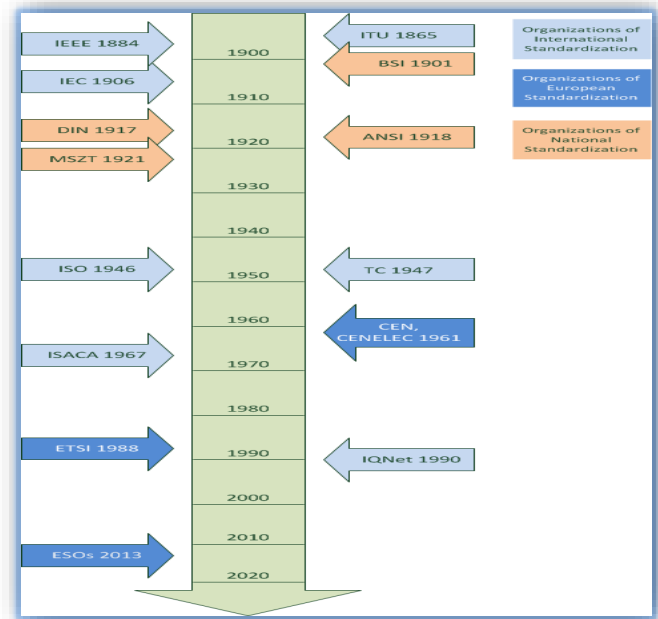 IEEE 1884
IEC 1906
DIN 1917
MSZT 1921
ISO 1946
ISACA 1967
ETSI 1988
ESOs 2013
1900
1910
1920
1930
1940
1950
1960
1970
1980
1990
2000
2010
2020
ITU 1865
BSI 1901
ANSI 1918
TC 1947
CEN,
CENELEC 1961
IQNet 1990
Organizations of
International
Standardization
Organizations of
European
Standardization
Organizations of
National
Standardization